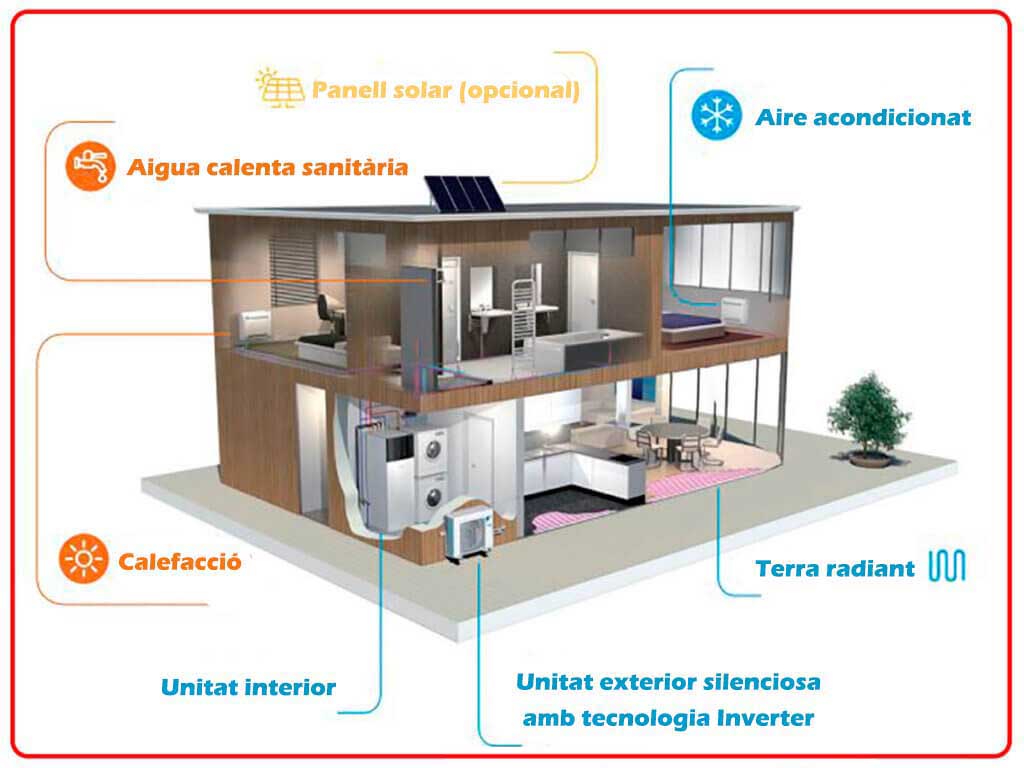 Panell solar (opcional)
Aire acondicionat
Aigua calenta sanitària
Calefacció
Terra radiant
Unitat interior
Unitat exterior silenciosa
amb tecnologia Inverter